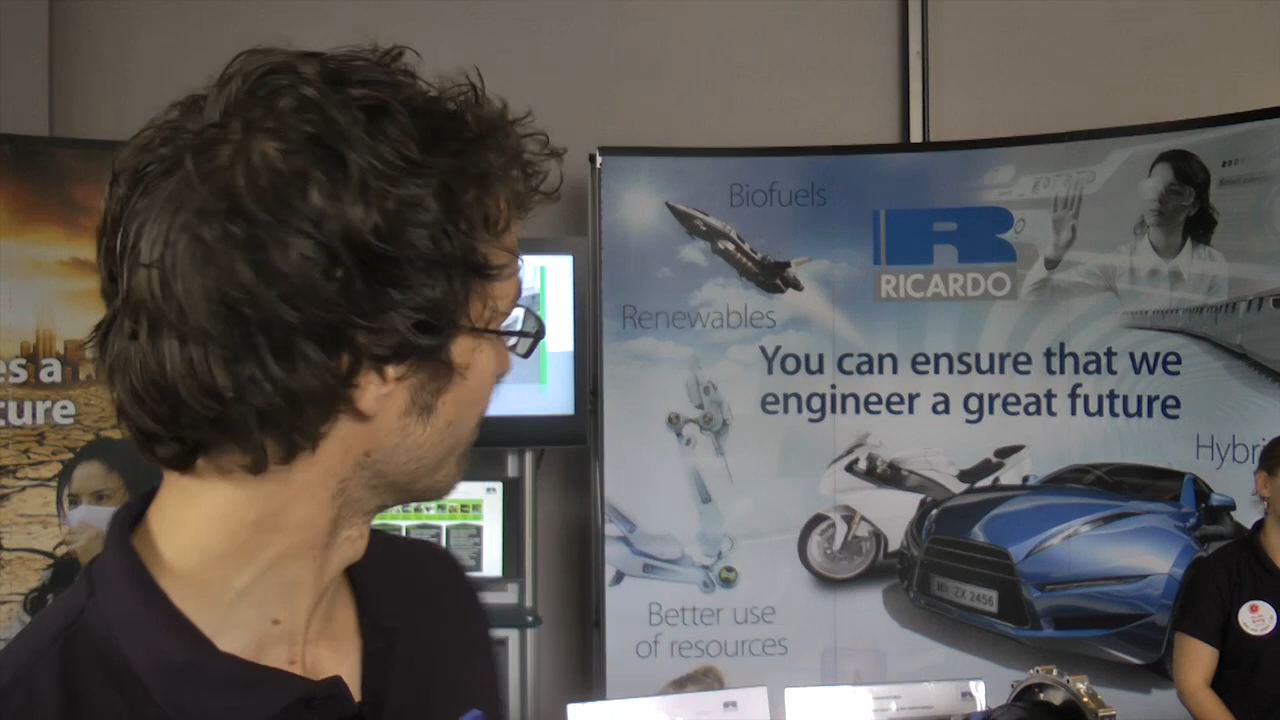 es a
ture
Biofuels
R
RICARDO
Renewables
You can ensure that we
engineer a great future
Hybri
ZX 2456
Better use
of resources